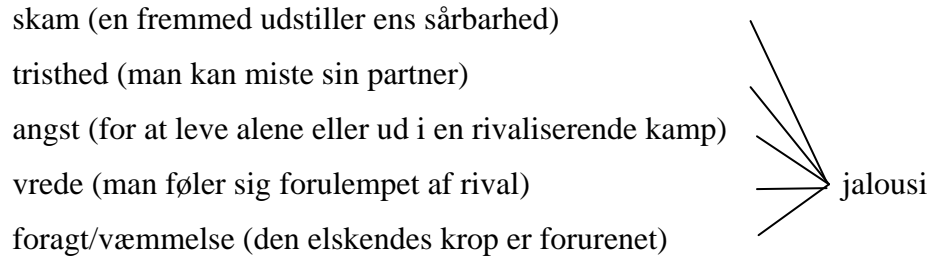 skam (en fremmed udstiller ens sårbarhed)
tristhed (man kan miste sin partner)
angst (for at leve alene eller ud i en rivaliserende kamp)
vrede (man føler sig forulempet af rival)
jalousi
foragt/væmmelse (den elskendes krop er forurenet)